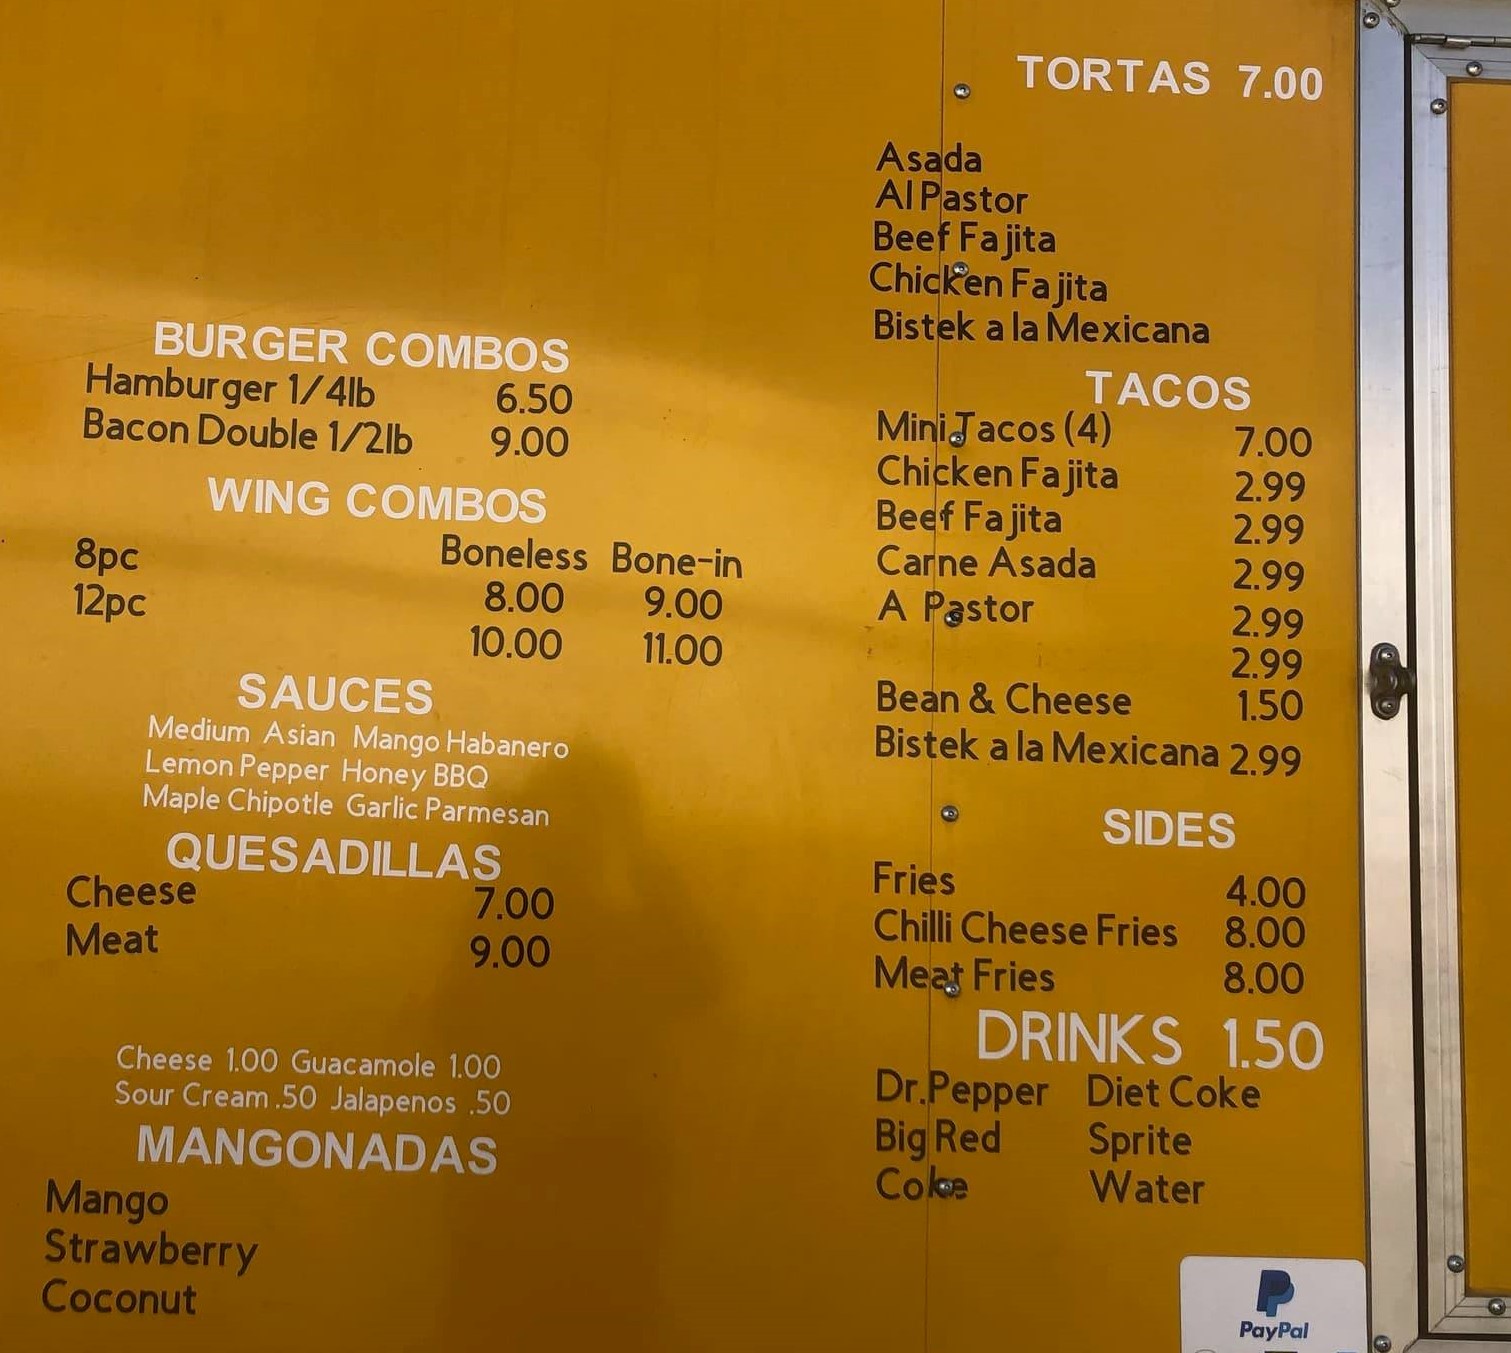 BURGER COMBOS
Hamburger 1/4lb 6.50
Bacon Double 1/2lb 9.00
WING COMBOS
Boneless Bone-in
8pc 8.00 9.00
12pc 10.00 11.00
SAUCES
Medium Asian Mango Habanero
Lemon Pepper Honey BBQ
Maple Chipotle Garlic Parmesan
QUESADILLAS
Cheese 7.00
Meat 9.00
Cheese 1.00 Guacamole 1.00
Sour Cream .50 Jalapenos .50
MANGONADAS
Mango
Strawberry
Coconut
TORTAS 7.00
Asada
Al Pastor
Beef Fajita
Chicken Fajita
Bistek a la Mexicana
TACOS
Mini Tacos (4) 7.00
Chicken Fajita 2.99
Beef Fajita 2.99
Carne Asada 2.99
A Pastor 2.99
2.99
Bean & Cheese 1.50
Bistek a la Mexicana 2.99
SIDES
Fries 4.00
Chilli Cheese Fries 8.00
Meat Fries 8.00
DRINKS 1.50
Dr.Pepper Diet Coke
Big Red Sprite
Coke Water
PayPal